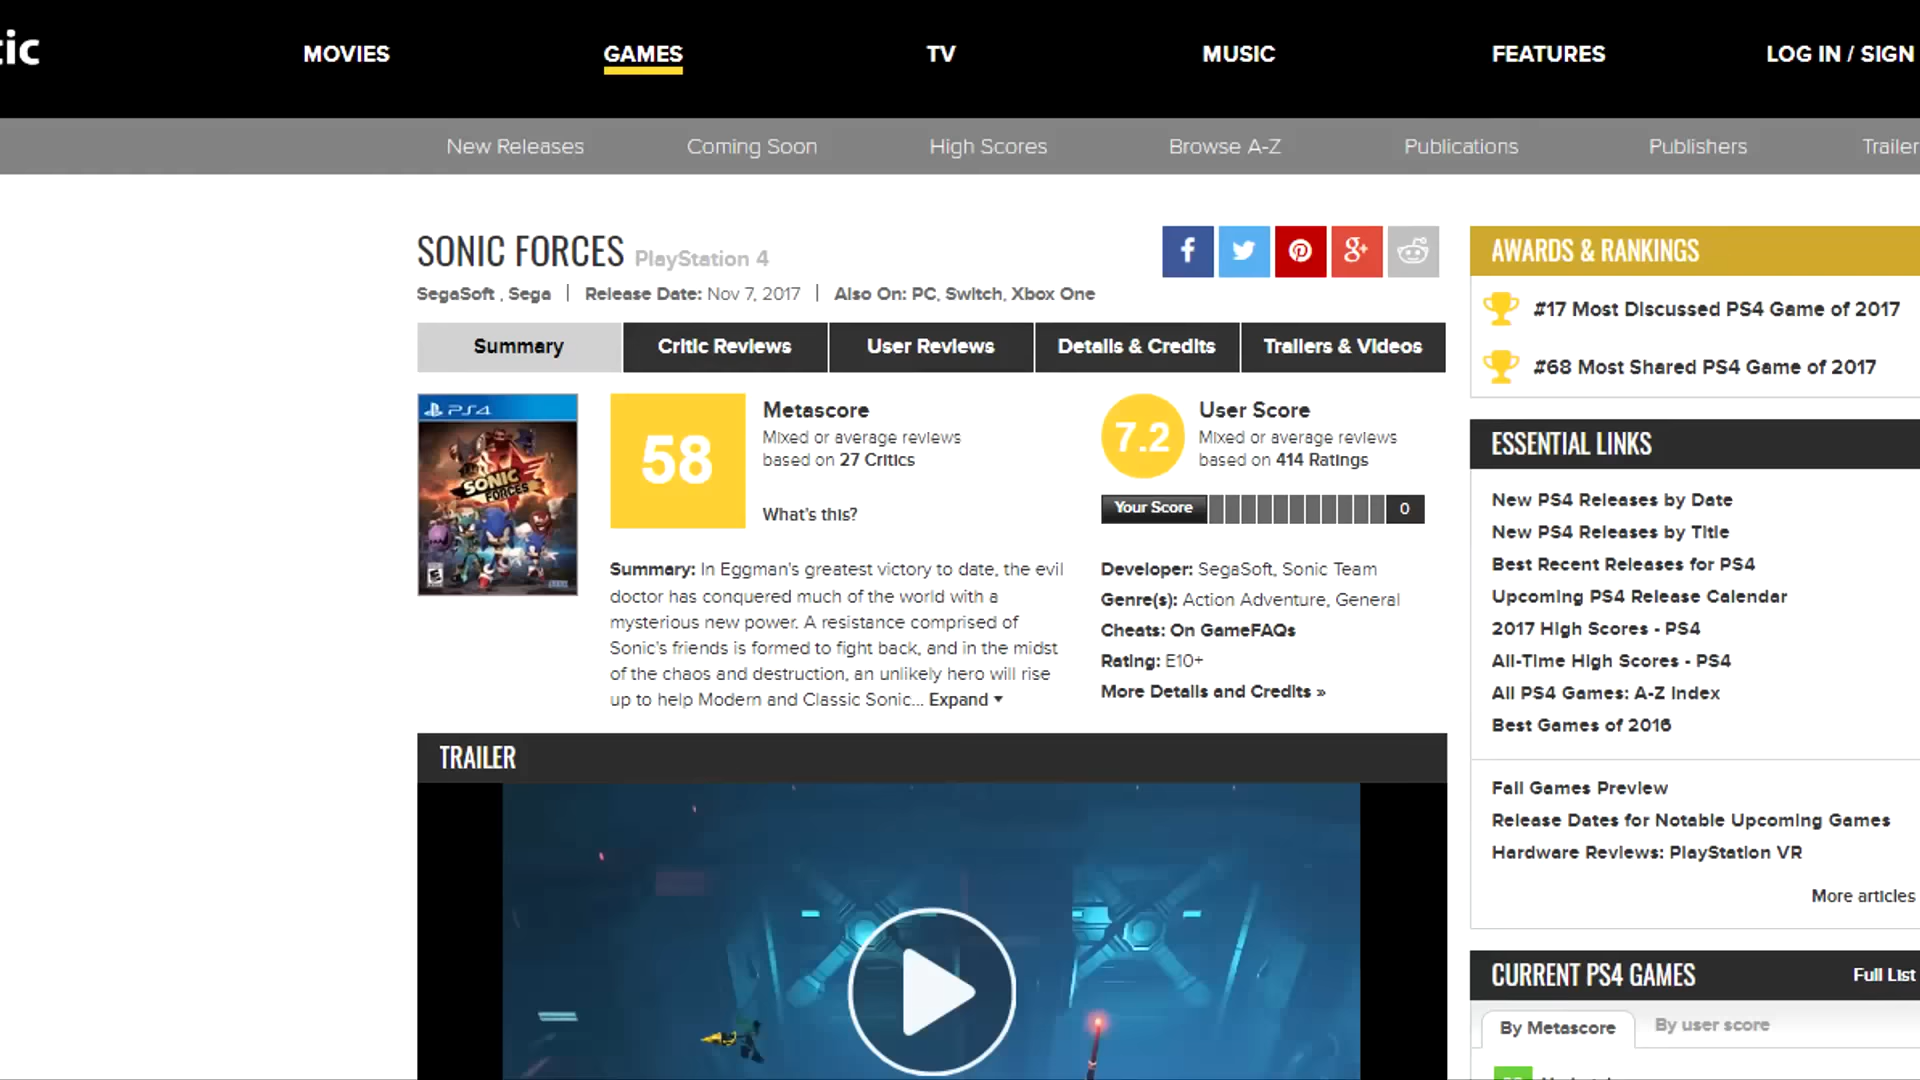 tic
MOVIES GAMES TV MUSIC FEATURES LOG IN / SIGN
New Releases Coming Soon High Scores Browse A-Z Publications Publishers Trailer
SONIC FORCES PlayStation 4
SegaSoft , Sega | Release Date: Nov 7, 2017 | Also On: PC, Switch, Xbox One
Summary Critic Reviews User Reviews Details & Credits Trailers & Videos
PS4
SONIC
FORCES
E
SEGA
58
Metascore
Mixed or average reviews
based on 27 Critics
What's this?
7.2
User Score
Mixed or average reviews
based on 414 Ratings
Your Score 0
Summary: In Eggman's greatest victory to date, the evil
doctor has conquered much of the world with a
mysterious new power. A resistance comprised of
Sonic's friends is formed to fight back, and in the midst
of the chaos and destruction, an unlikely hero will rise
up to help Modern and Classic Sonic... Expand
Developer: SegaSoft, Sonic Team
Genre(s): Action Adventure, General
Cheats: On GameFAQs
Rating: E10+
More Details and Credits »
TRAILER
AWARDS & RANKINGS
#17 Most Discussed PS4 Game of 2017
#68 Most Shared PS4 Game of 2017
ESSENTIAL LINKS
New PS4 Releases by Date
New PS4 Releases by Title
Best Recent Releases for PS4
Upcoming PS4 Release Calendar
2017 High Scores - PS4
All-Time High Scores - PS4
All PS4 Games: A-Z Index
Best Games of 2016
Fall Games Preview
Release Dates for Notable Upcoming Games
Hardware Reviews: PlayStation VR
More articles
CURRENT PS4 GAMES Full List
By Metascore By user score